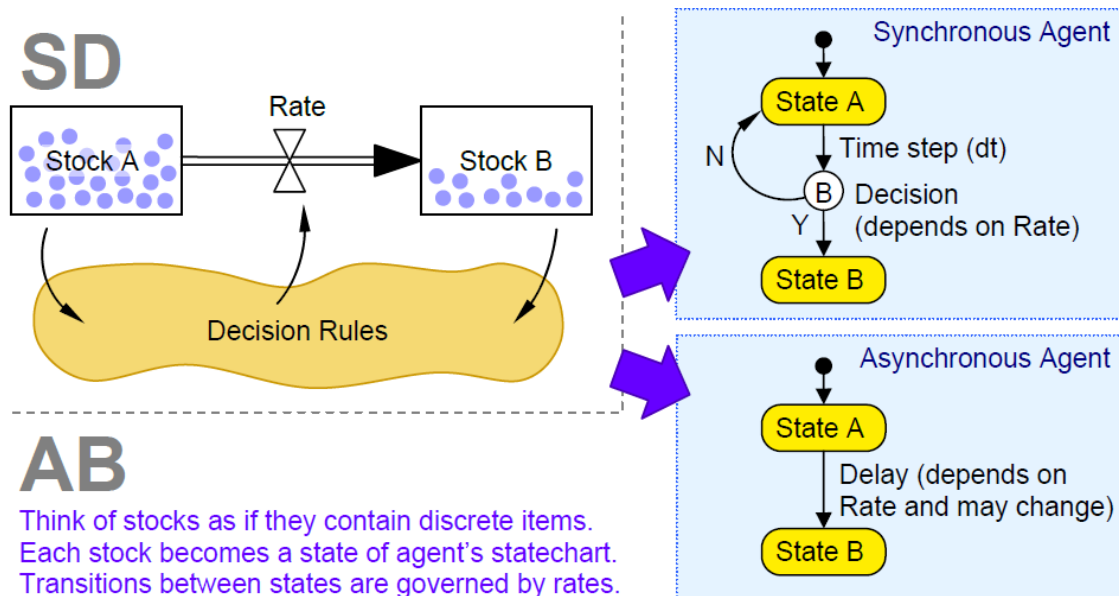 SD
Rate
Stock A
Stock B
Decision Rules
AB
Think of stocks as if they contain discrete items.
Each stock becomes a state of agent's statechart.
Transitions between states are governed by rates.
Synchronous Agent
State A
N
Time step (dt)
B
Decision
(depends on Rate)
Y
State B
Asynchronous Agent
State A
Delay (depends on
Rate and may change)
State B